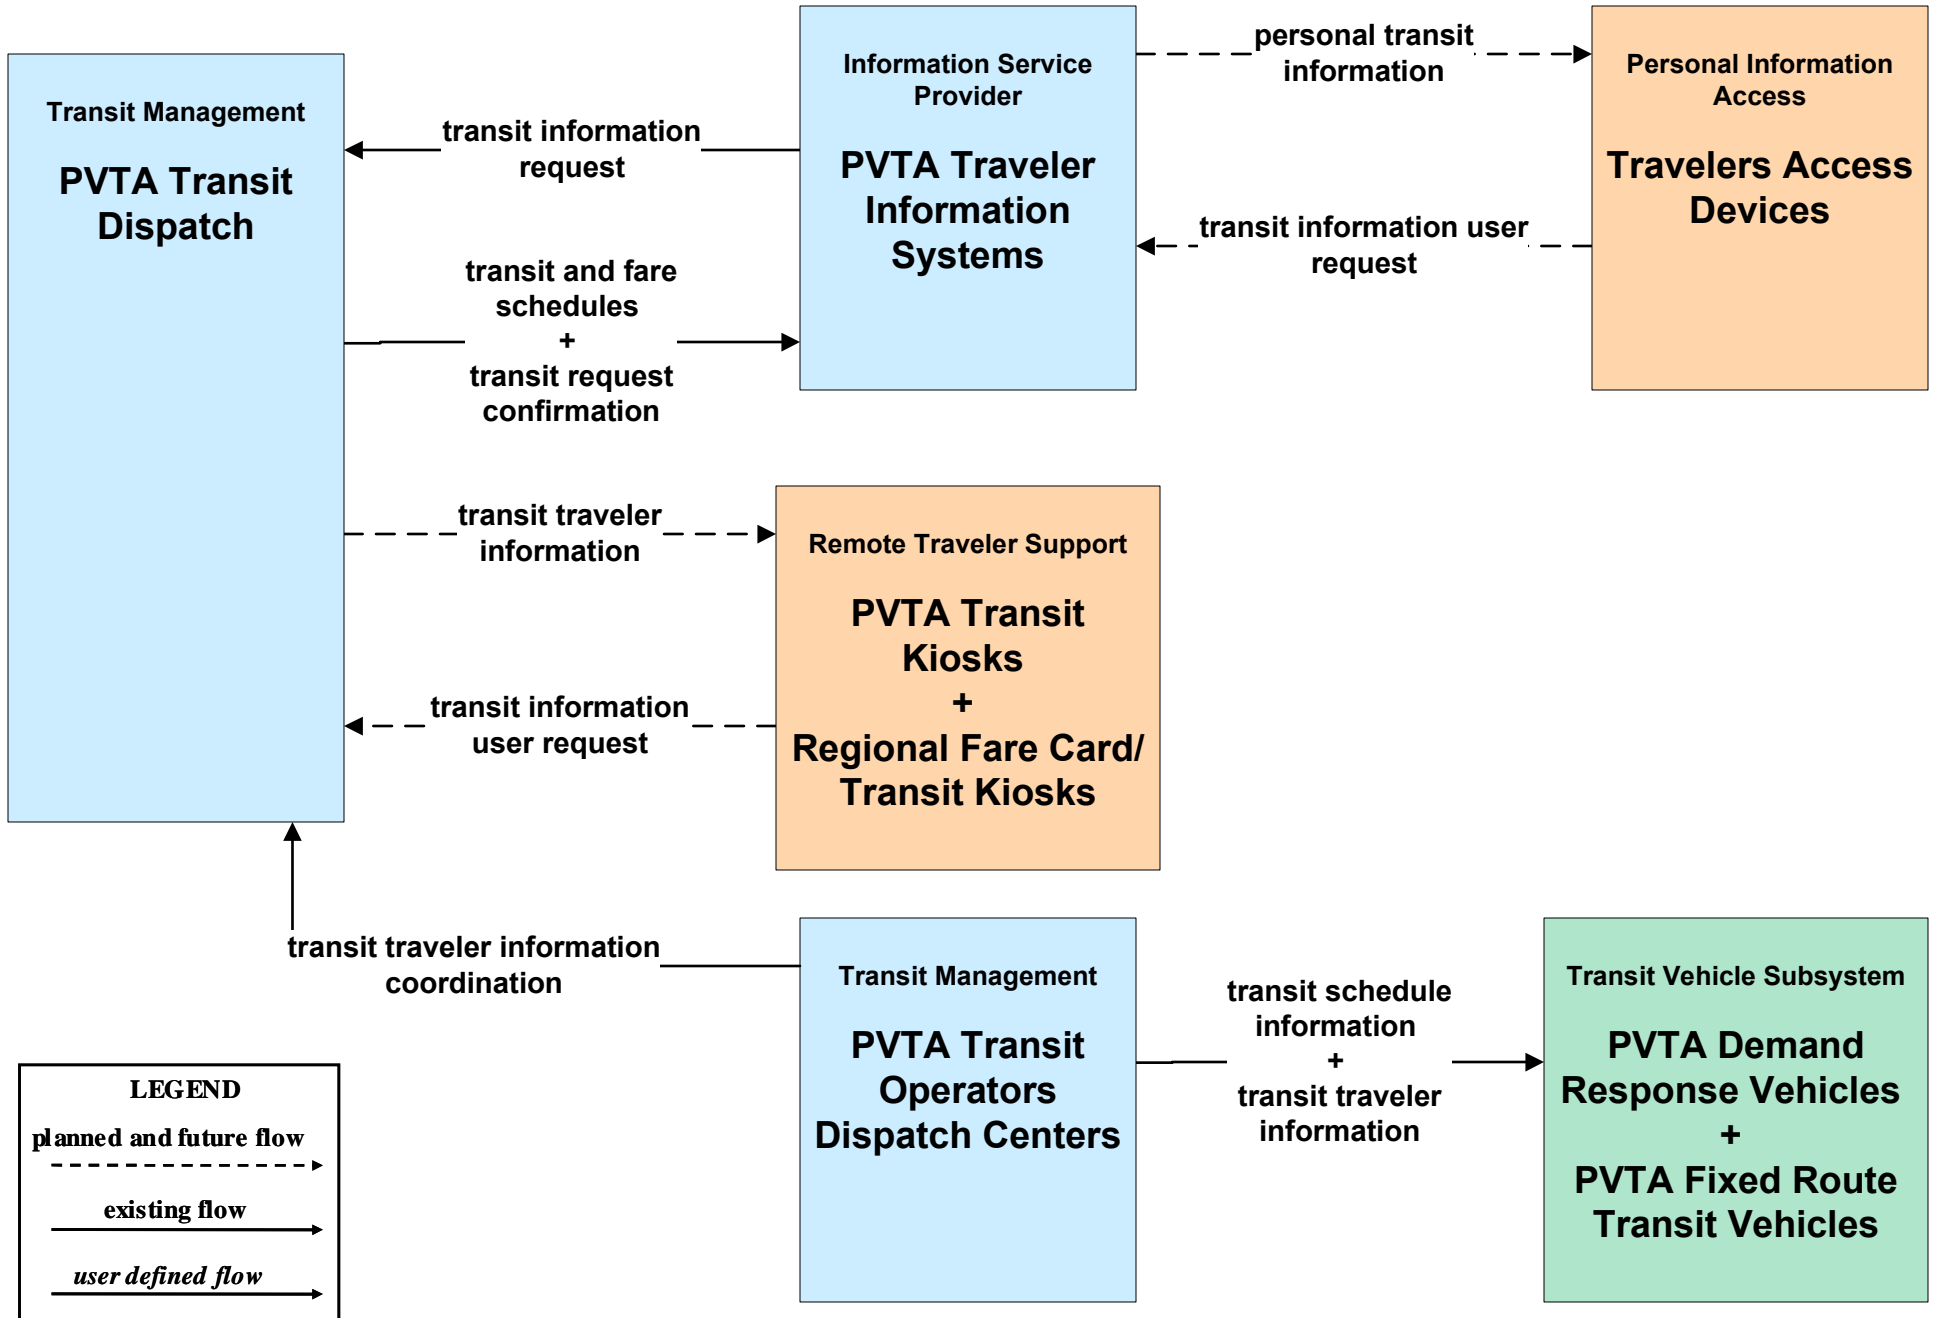 Transit Management
PVTA Transit
Dispatch
transit information
request
transit and fare
schedules
+
transit request
confirmation
Information Service
Provider
PVTA Traveler
Information
Systems
personal transit
information
transit information user
request
Personal Information
Access
Travelers Access
Devices
transit traveler
information
transit information
user request
Remote Traveler Support
PVTA Transit
Kiosks
+
Regional Fare Card/
Transit Kiosks
transit traveler information
coordination
Transit Management
PVTA Transit
Operators
Dispatch Centers
transit schedule
information
+
transit traveler
information
Transit Vehicle Subsystem
PVTA Demand
Response Vehicles
+
PVTA Fixed Route
Transit Vehicles
LEGEND
planned and future flow
existing flow
user defined flow